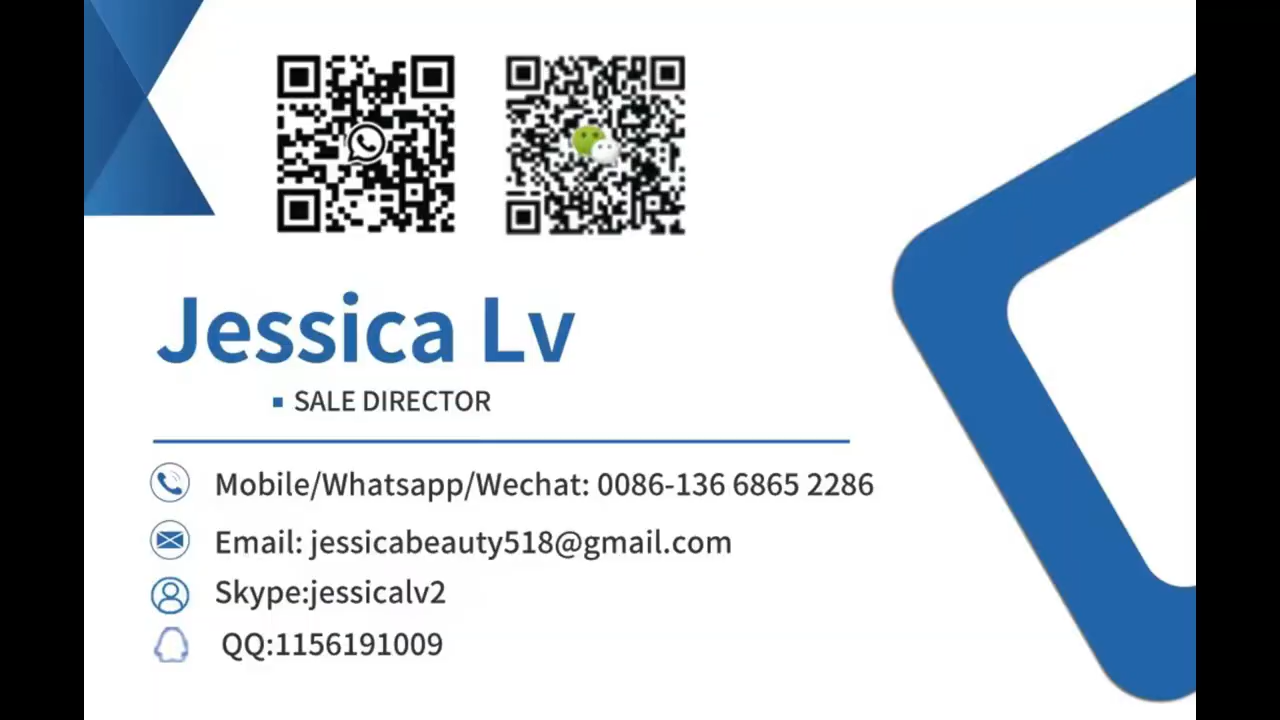 Jessica Lv
SALE DIRECTOR
Mobile/Whatsapp/Wechat: 0086-136 6865 2286
Email: jessicabeauty518@gmail.com
Skype:jessicalv2
QQ:1156191009